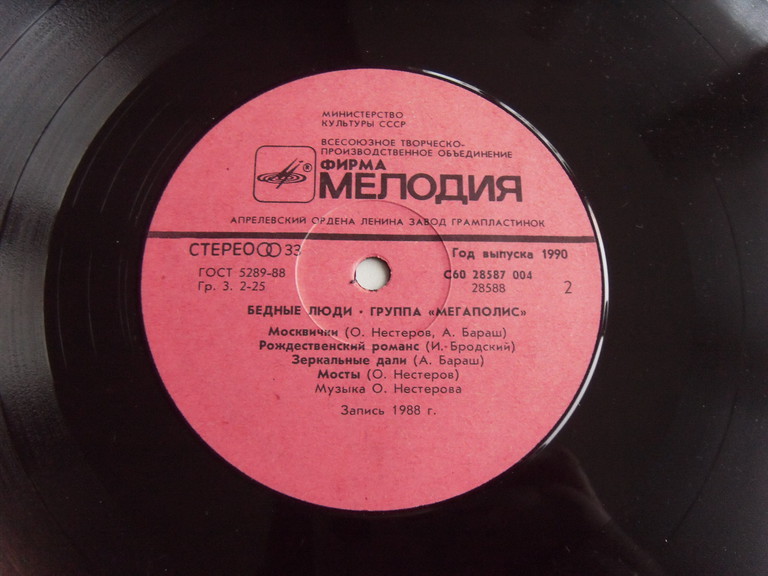 МИНИСТЕРСТВО
КУЛЬТУРЫ СССР
ВСЕСОЮЗНОЕ ТВОРЧЕСКО-
ПРОИЗВОДСТВЕННОЕ ОБЪЕДИНЕНИЕ
®
ФИРМА
МЕЛОДИЯ
АПРЕЛЕВСКИЙ ОРДЕНА ЛЕНИНА ЗАВОД ГРАМПЛАСТИНОК
СТЕРЕО 33
Год выпуска 1990
ГОСТ 5289-88
С60 28587 004
Гр. 3. 2-25
28588
2
БЕДНЫЕ ЛЮДИ • ГРУППА «МЕГАПОЛИС»
Москвички (О. Нестеров, А. Бараш)
Рождественский романс (И. Бродский)
Зеркальные дали (А. Бараш)
Мосты (О. Нестеров)
Музыка О. Нестерова
Запись 1988 г.